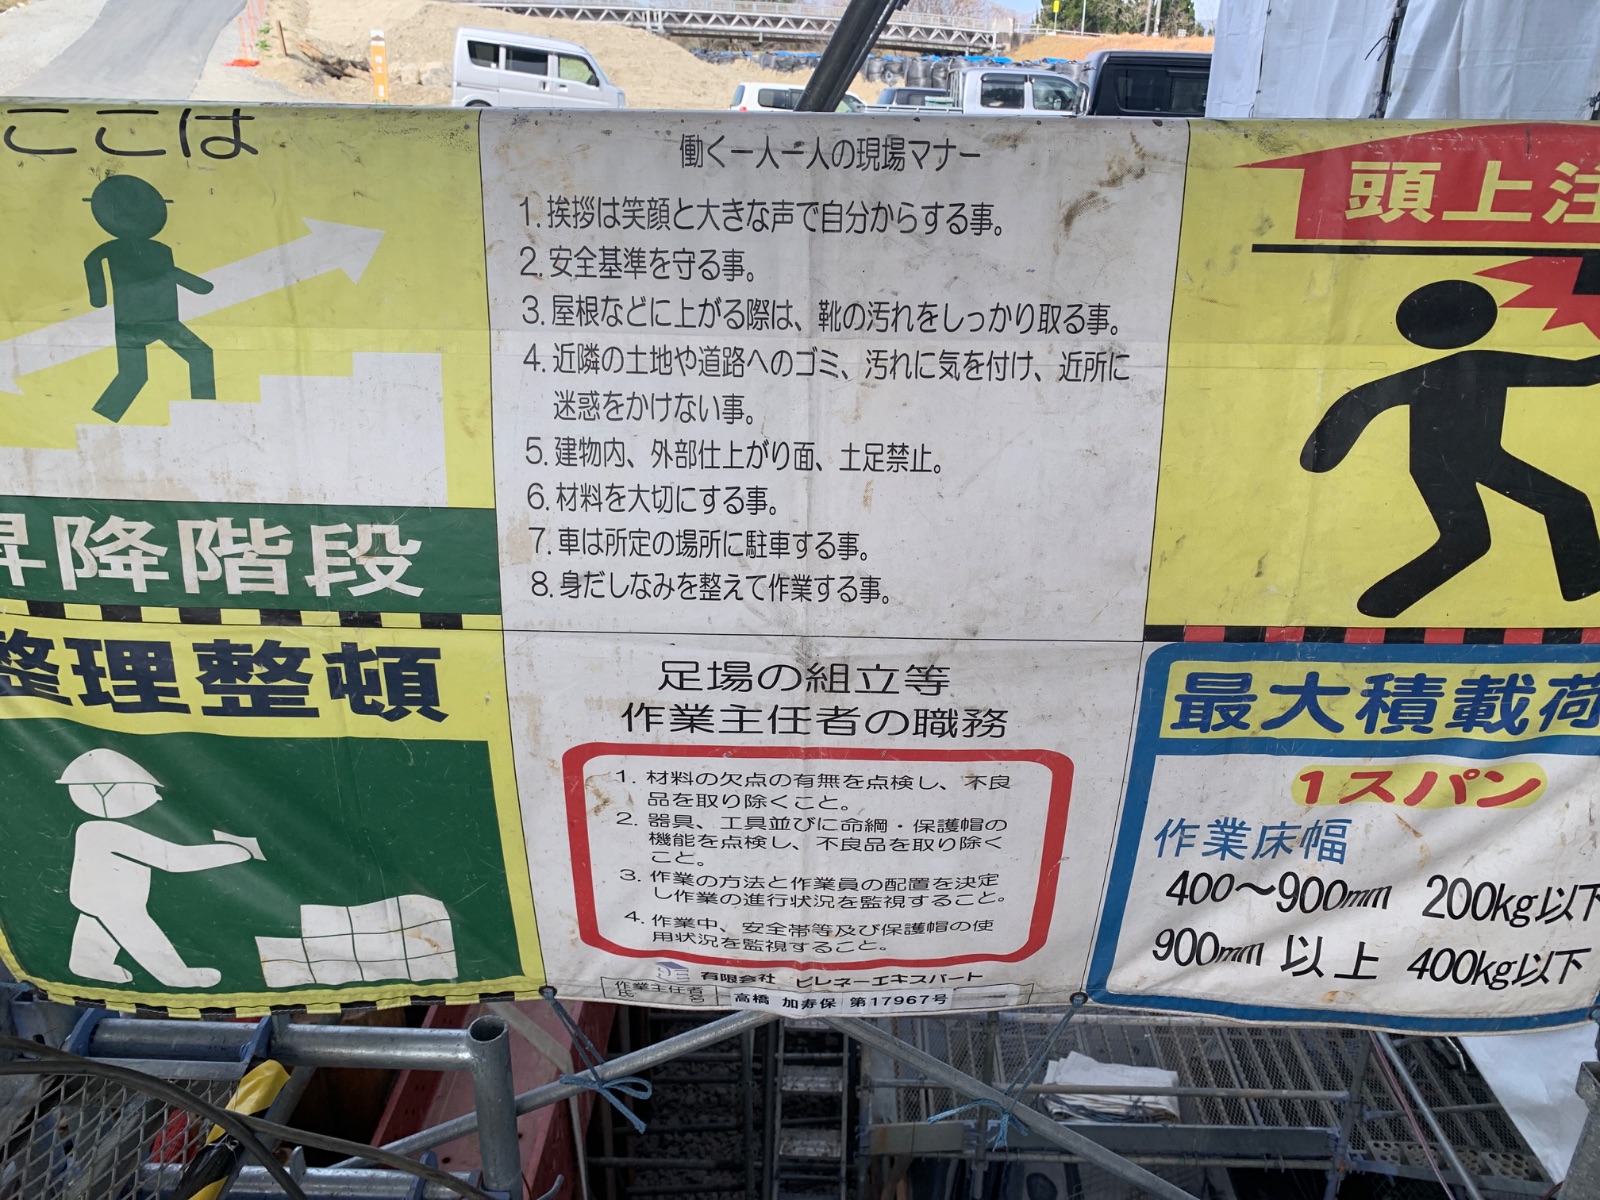 ここは
昇降階段
整理整頓
働く一人一人の現場マナー
1. 挨拶は笑顔と大きな声で自分からする事。
2. 安全基準を守る事。
3. 屋根などに上がる際は、靴の汚れをしっかり取る事。
4. 近隣の土地や道路へのゴミ、汚れに気を付け、近所に
迷惑をかけない事。
5. 建物内、外部仕上がり面、土足禁止。
6. 材料を大切にする事。
7. 車は所定の場所に駐車する事。
8. 身だしなみを整えて作業する事。
足場の組立等
作業主任者の職務
1. 材料の欠点の有無を点検し、不良
品を取り除くこと。
2. 器具、工具並びに命綱・保護帽の
機能を点検し、不良品を取り除く
こと。
3. 作業の方法と作業員の配置を決定
し作業の進行状況を監視すること。
4. 作業中、安全帯等及び保護帽の使
用状況を監視すること。
有限会社 ピレネーエキスパート
作業主任者
氏名
高橋 加寿保 第17967号
頭上注
最大積載荷
1スパン
作業床幅
400〜900mm 200kg以下
900mm 以上 400kg以下